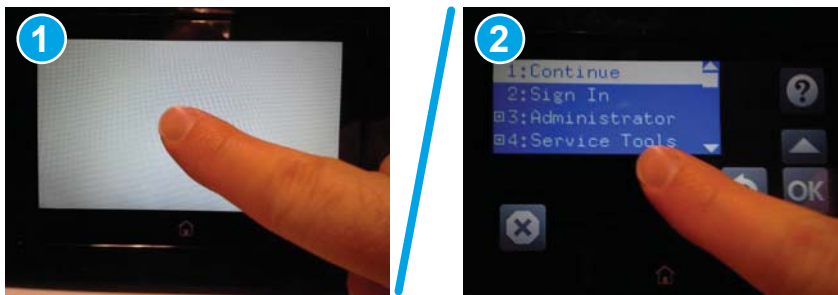 1
2
1:Continue
2:Sign In
3:Administrator
4:Service Tools
?
OK